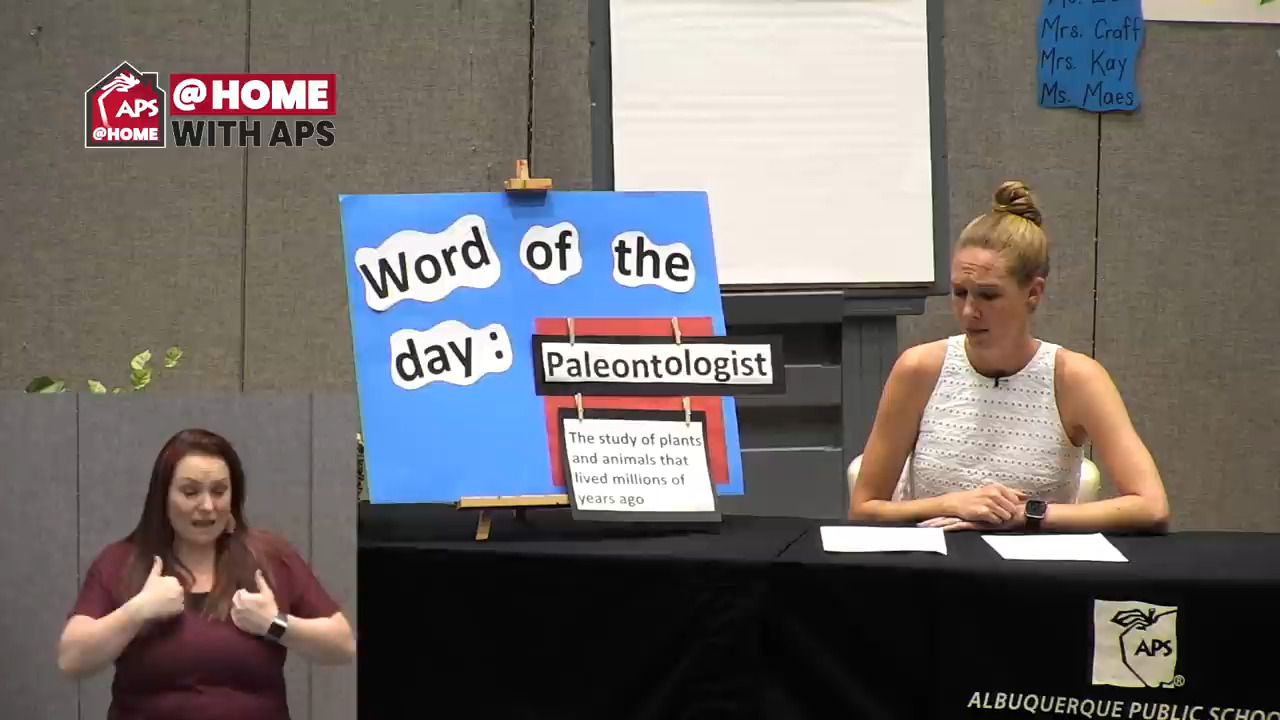 APS
@HOME
@HOME
WITH APS
Mrs. Craft
Mrs. Kay
Ms. Maes
Word of the
day:
Paleontologist
The study of plants
and animals that
lived millions of
years ago
APS
ALBUQUERQUE PUBLIC